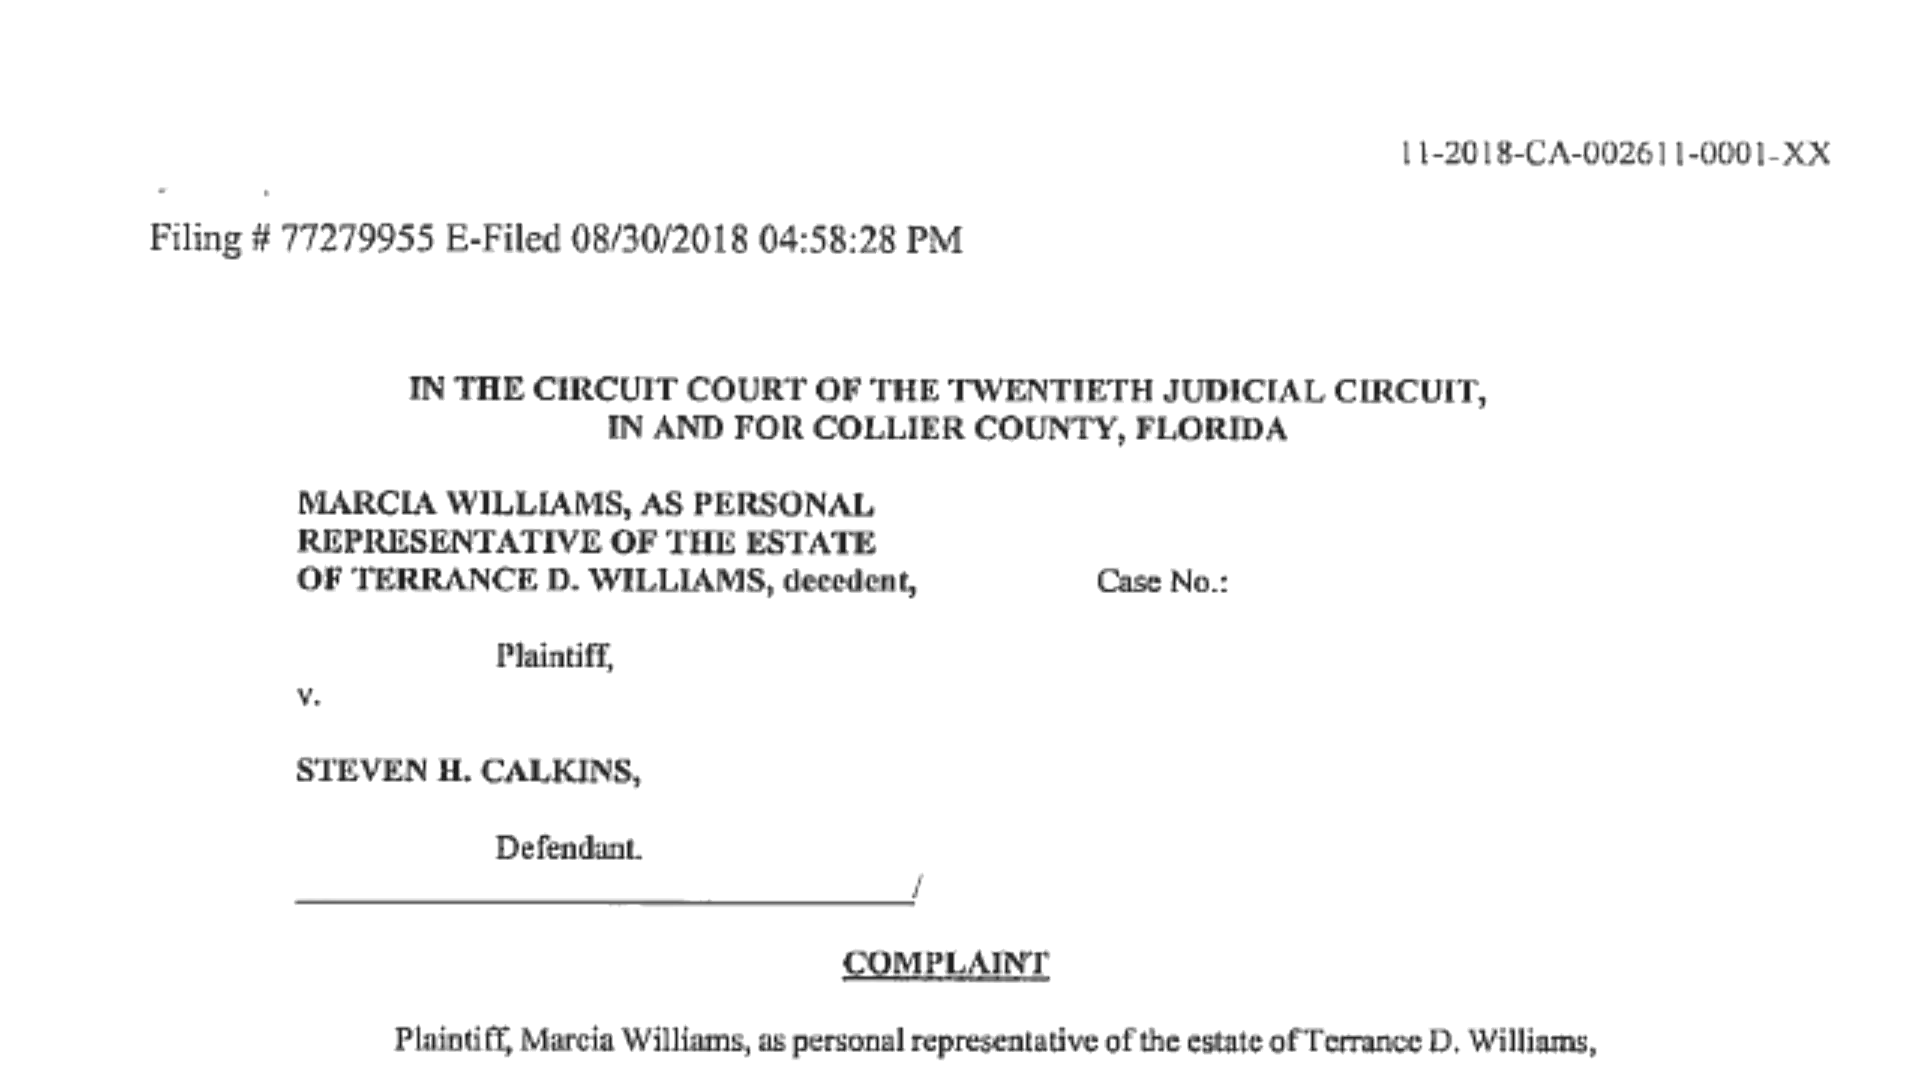 11-2018-CA-002611-0001-XX
Filing # 77279955 E-Filed 08/30/2018 04:58:28 PM
IN THE CIRCUIT COURT OF THE TWENTIETH JUDICIAL CIRCUIT,
IN AND FOR COLLIER COUNTY, FLORIDA
MARCIA WILLIAMS, AS PERSONAL
REPRESENTATIVE OF THE ESTATE
OF TERRANCE D. WILLIAMS, decedent,
Case No.:
Plaintiff,
v.
STEVEN H. CALKINS,
Defendant.
/
COMPLAINT
Plaintiff, Marcia Williams, as personal representative of the estate of Terrance D. Williams,